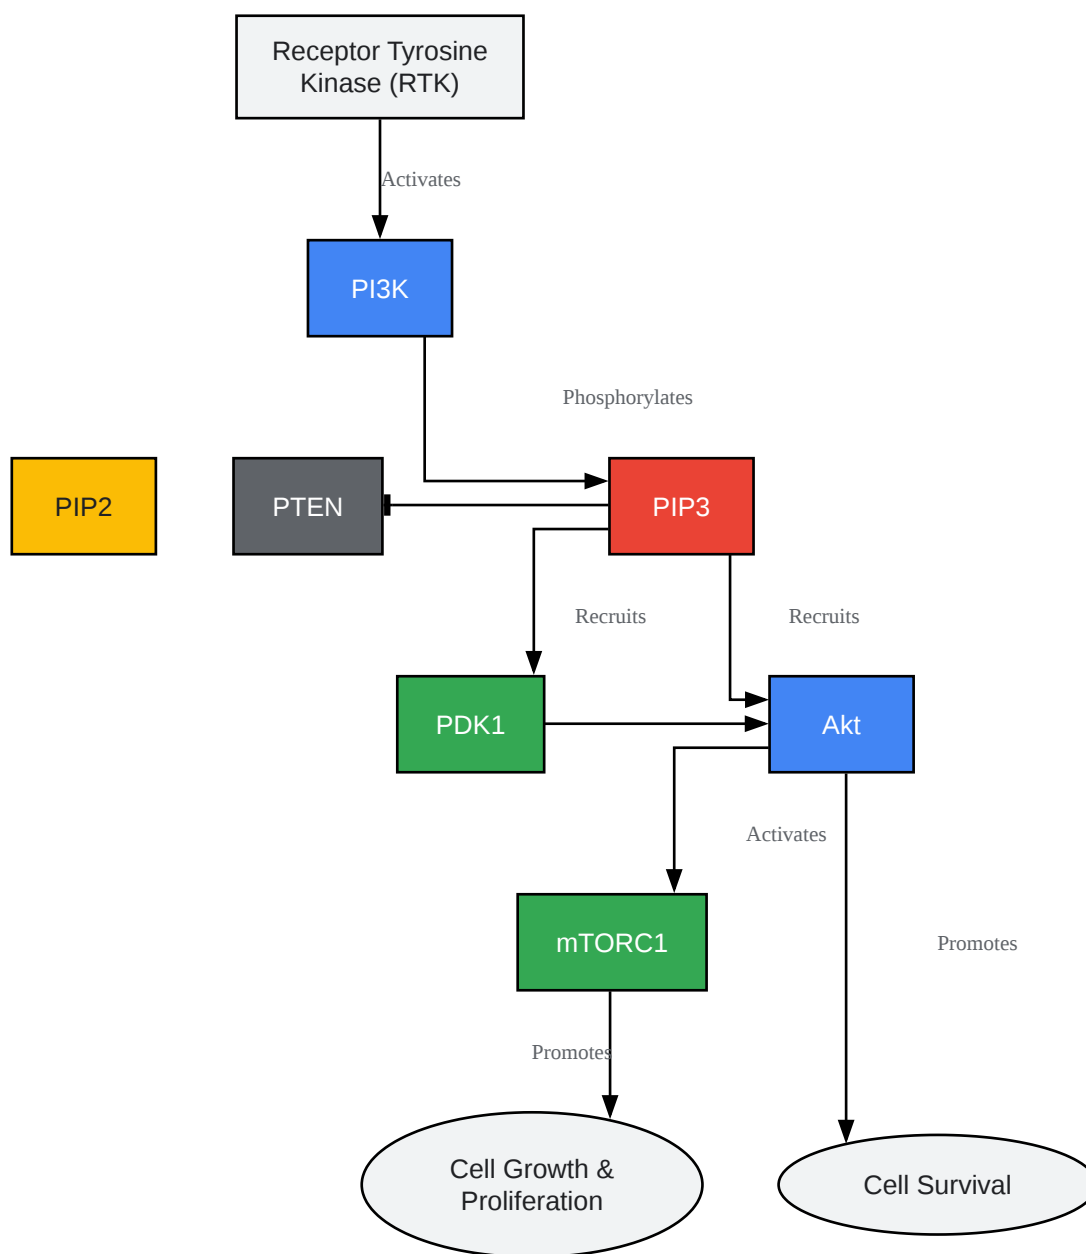 Receptor Tyrosine
Kinase (RTK)
Activates
PI3K
Phosphorylates
PIP2
PTEN
PIP3
Recruits
Recruits
PDK1
Akt
Activates
mTORC1
Promotes
Promotes
Cell Growth &
Proliferation
Cell Survival